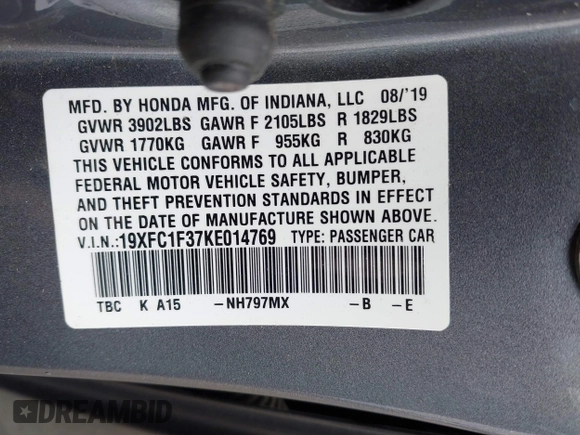 MFD. BY HONDA MFG. OF INDIANA, LLC 08/'19
GVWR 3902LBS GAWR F 2105LBS R 1829LBS
GVWR 1770KG GAWR F 955KG R 830KG
THIS VEHICLE CONFORMS TO ALL APPLICABLE
FEDERAL MOTOR VEHICLE SAFETY, BUMPER,
AND THEFT PREVENTION STANDARDS IN EFFECT
ON THE DATE OF MANUFACTURE SHOWN ABOVE.
V.I.N.:19XFC1F37KE014769 TYPE: PASSENGER CAR
TBC K A15 -NH797MX -B -E
DREAMBID